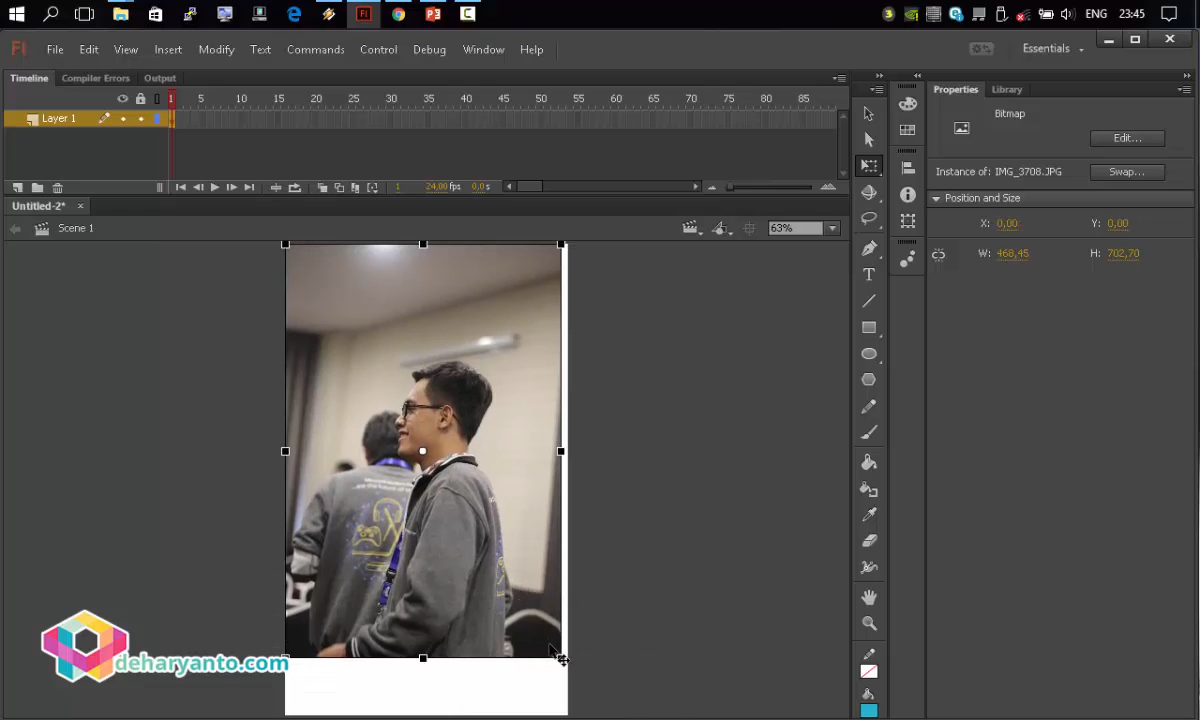 ENG 23:45
Fl File Edit View Insert Text Commands Control Debug Window Help Essentials
Timeline Compiler Errors Output
1 5 10 15 20 25 30 35 40 45 50 55 60 65 70 75 80 85
Layer 1
1 24,00 fps 0,0 s
Untitled-2*
Scene 1
63%
Properties Library
Bitmap
Edit...
Instance of: IMG_3708.JPG
Swap...
Position and Size
X: 0,00 Y: 0,00
W: 468,45 H: 702,70
deharyanto.com